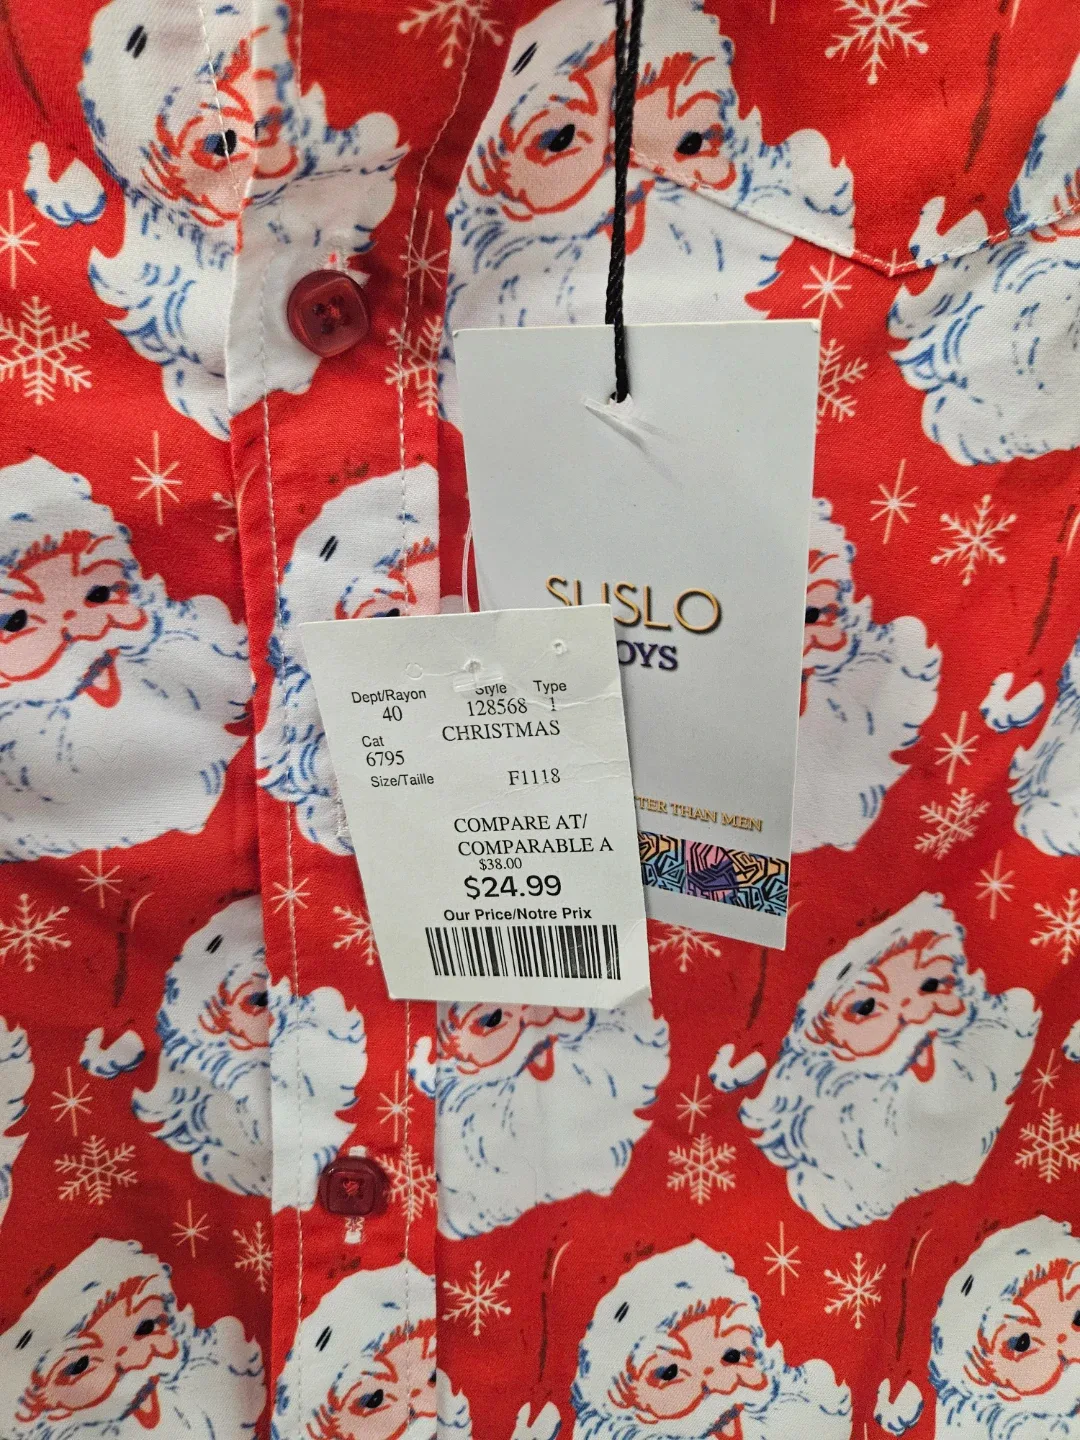 SUSLO
OYS
TTER THAN MEN
Dept/Rayon Style Type
40 128568 1
CHRISTMAS
Cat
6795
Size/Taille F1118
COMPARE AT/
COMPARABLE A
$38.00
$24.99
Our Price/Notre Prix